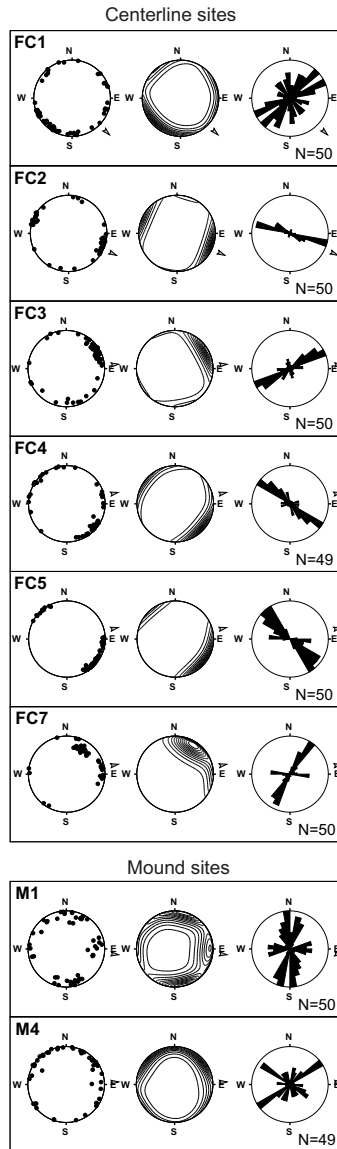 Centerline sites
FC1
N N N
W E W E W E
S S S
N=50
FC2
N N N
W E W E W E
S S S
N=50
FC3
N N N
W E W E W E
S S S
N=50
FC4
N N N
W E W E W E
S S S
N=49
FC5
N N N
W E W E W E
S S S
N=50
FC7
N N N
W E W E W E
S S S
N=50
Mound sites
M1
N N N
W E W E W E
S S S
N=50
M4
N N N
W E W E W E
S S S
N=49